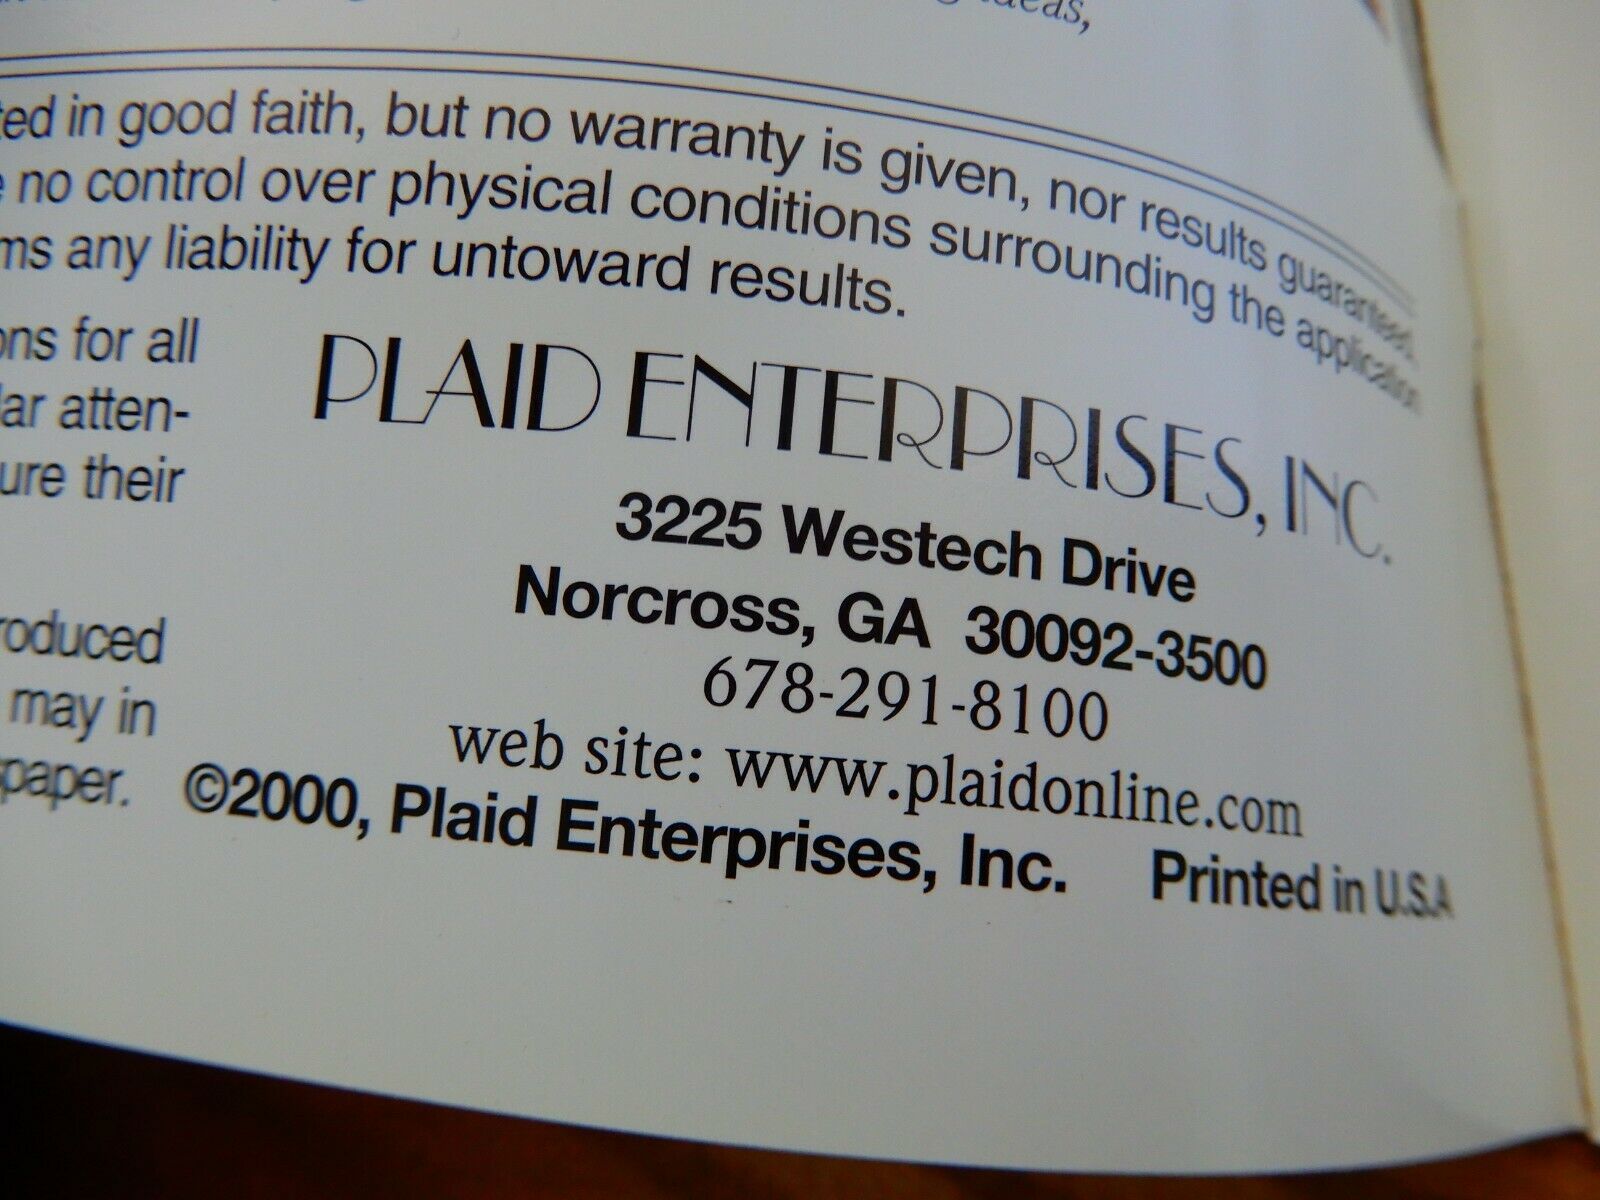 ideas,
ted in good faith, but no warranty is given, nor results guaranteed,
no control over physical conditions surrounding the application
ms any liability for untoward results.
ons for all
lar atten-
ure their
roduced
may in
spaper.
PLAID ENTERPRISES, INC.
3225 Westech Drive
Norcross, GA 30092-3500
678-291-8100
web site: www.plaidonline.com
©2000, Plaid Enterprises, Inc. Printed in U.S.A